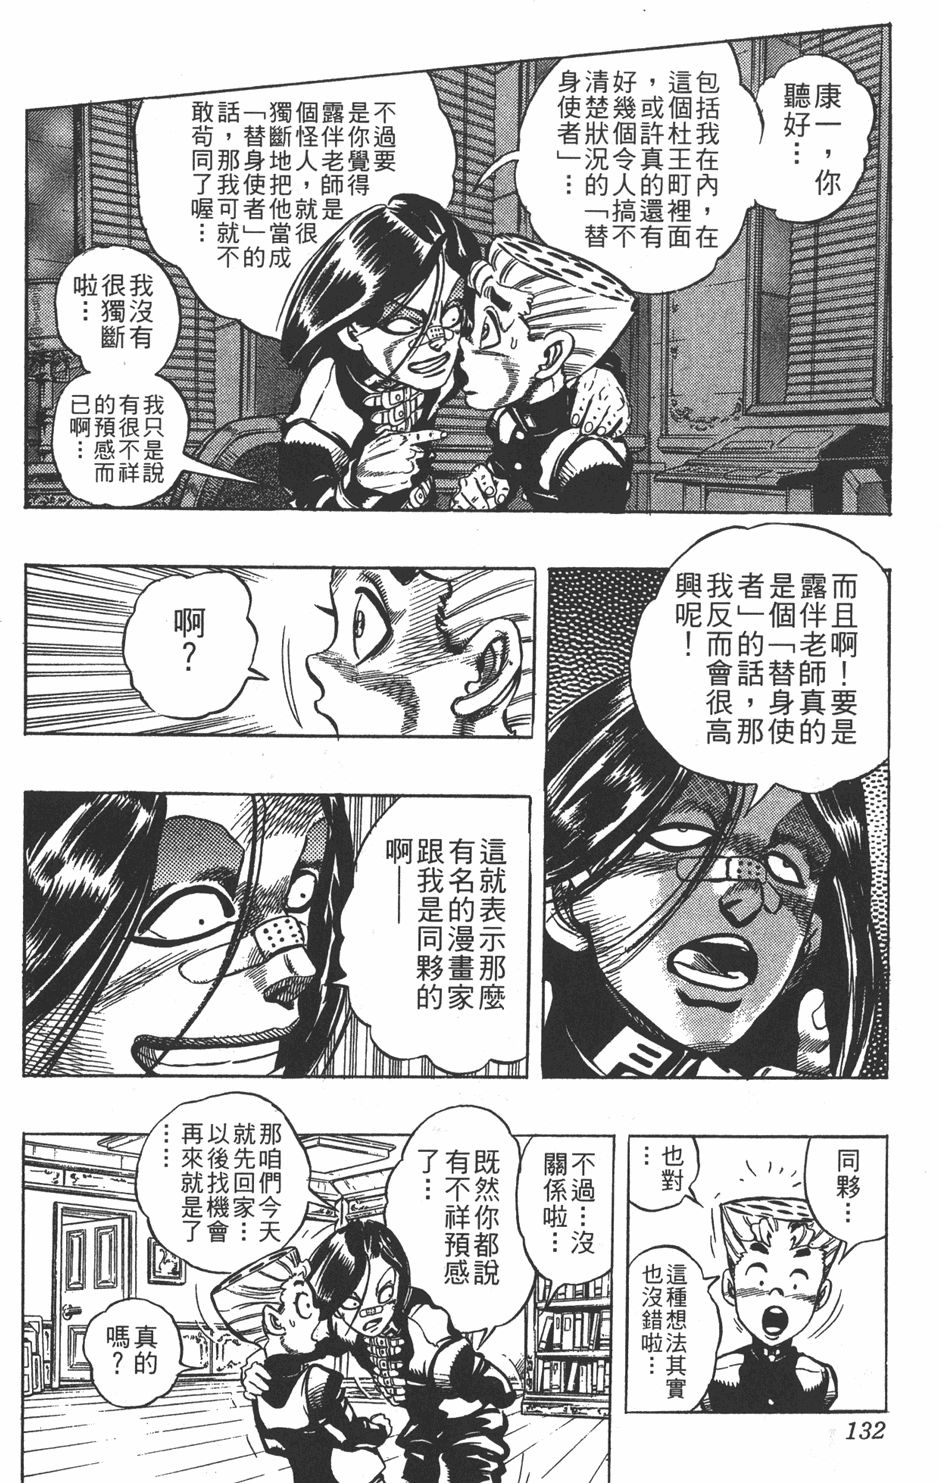 康一，你
聽好…
包括我在內，在
這個杜王町裡面
，或許真的還有
好幾個令人搞不
清楚狀況的「替
身使者」…
不過要
是你覺得
露伴老師是
個怪人，就很
獨斷地把他當成
「替身使者」的
話，那我可就不
敢苟同了喔…
我沒有
很獨斷
啦…
我只是說
有很不祥
的預感而
已啊…
而且啊！要是
露伴老師真的
是個「替身使
者」的話，那
我反而會很高
興呢！
啊？
這就表示那麼
有名的漫畫家
跟我是同夥的
啊——
同夥…
也對
…
這種想法其實
也沒錯啦…
不過…沒
關係啦…
既然你都說
有不祥預感
了…
那咱們今天
就先回家…
以後找機會
再來就是了
……
真的
嗎？
132